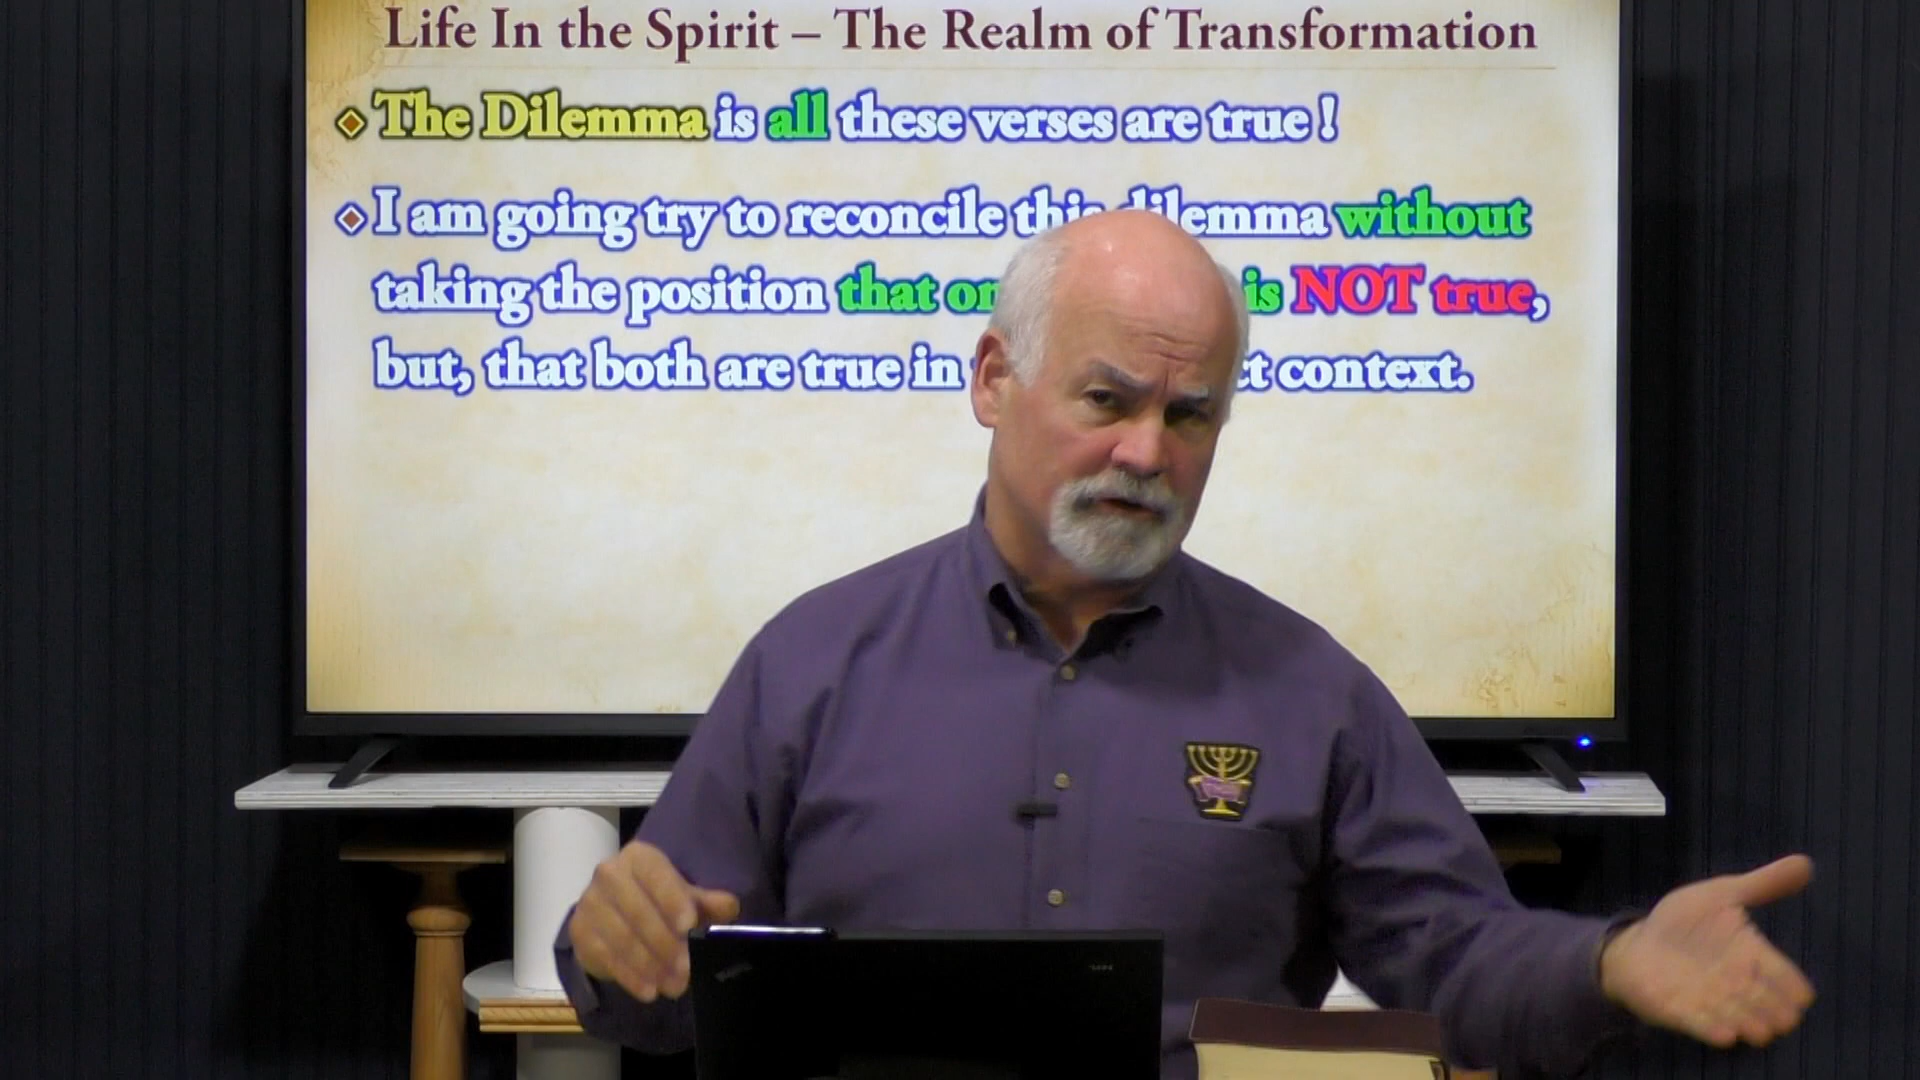 Life In the Spirit – The Realm of Transformation
The Dilemma is all these verses are true !
I am going try to reconcile this dilemma without
taking the position that is NOT true,
but, that both are true in context.